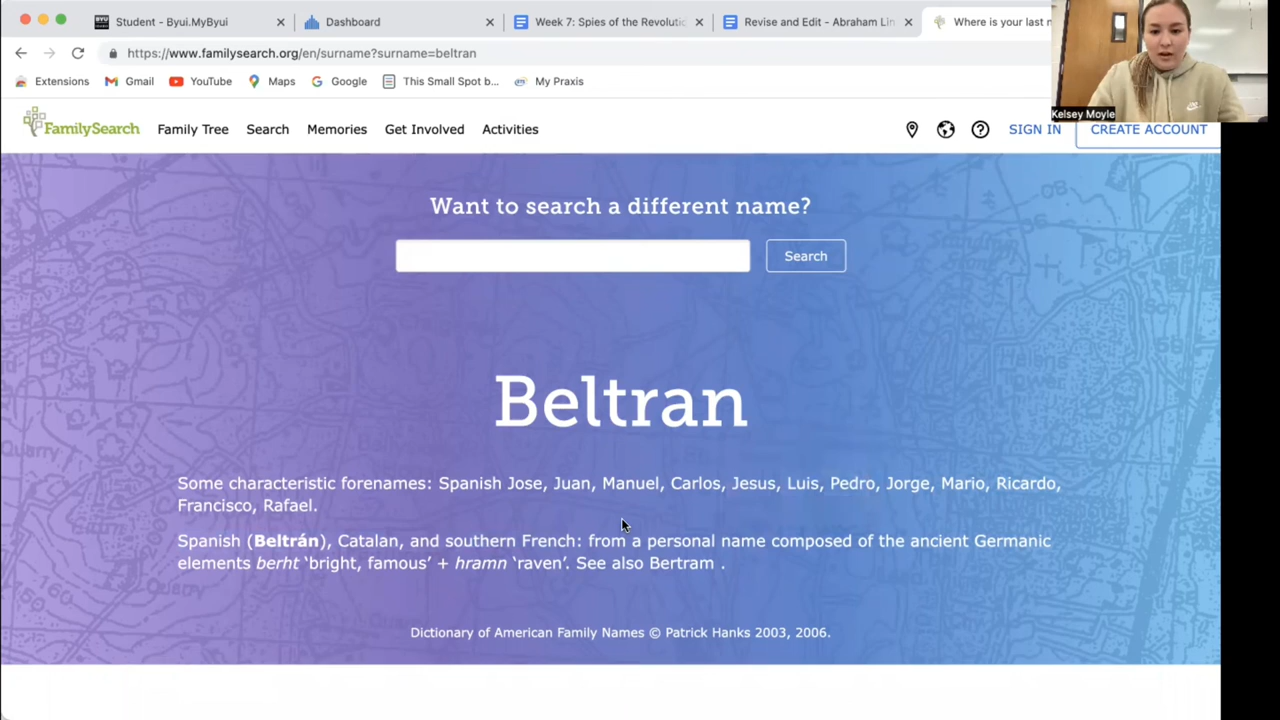 Student - Byui.MyByui
Dashboard
Week 7: Spies of the Revolutic
Revise and Edit - Abraham Lin
Where is your last n
https://www.familysearch.org/en/surname?surname=beltran
Extensions
Gmail
YouTube
Maps
Google
This Small Spot b...
My Praxis
Kelsey Moyle
FamilySearch
Family Tree
Search
Memories
Get Involved
Activities
SIGN IN
CREATE ACCOUNT
Want to search a different name?
Search
Beltran
Some characteristic forenames: Spanish Jose, Juan, Manuel, Carlos, Jesus, Luis, Pedro, Jorge, Mario, Ricardo,
Francisco, Rafael.
Spanish (Beltrán), Catalan, and southern French: from a personal name composed of the ancient Germanic
elements berht ‘bright, famous’ + hramn ‘raven’. See also Bertram .
Dictionary of American Family Names © Patrick Hanks 2003, 2006.